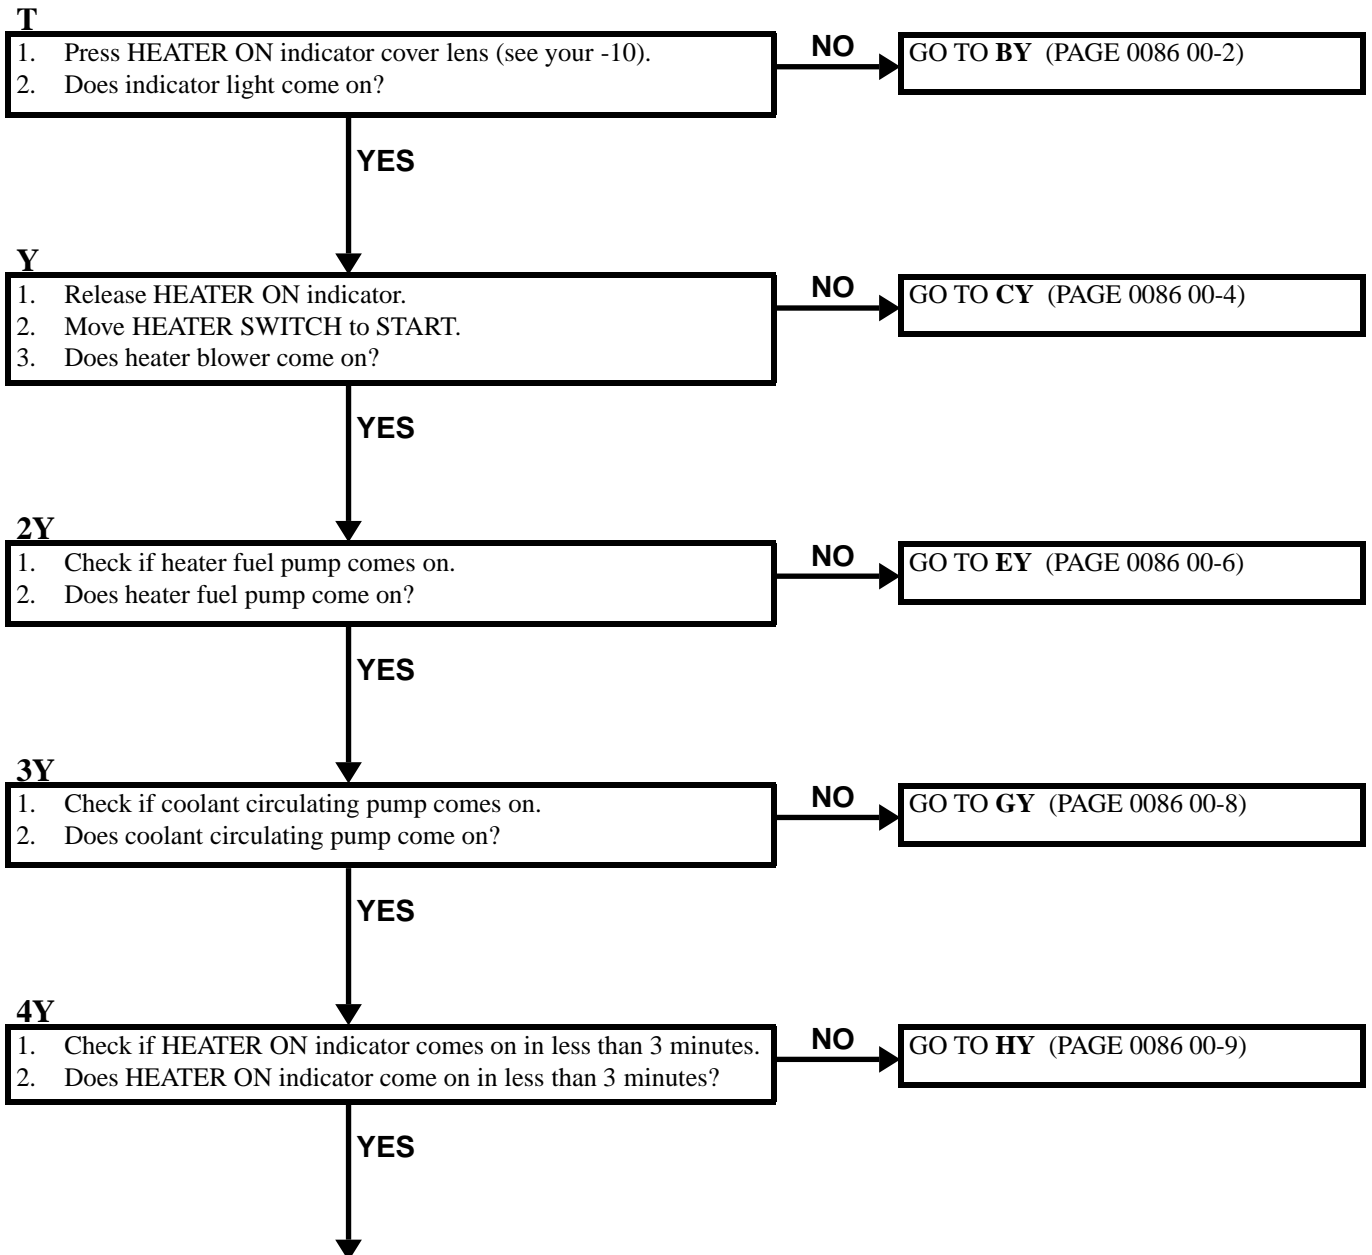 T
1. Press HEATER ON indicator cover lens (see your -10).
2. Does indicator light come on?
NO
GO TO BY (PAGE 0086 00-2)
YES
Y
1. Release HEATER ON indicator.
2. Move HEATER SWITCH to START.
3. Does heater blower come on?
NO
GO TO CY (PAGE 0086 00-4)
YES
2Y
1. Check if heater fuel pump comes on.
2. Does heater fuel pump come on?
NO
GO TO EY (PAGE 0086 00-6)
YES
3Y
1. Check if coolant circulating pump comes on.
2. Does coolant circulating pump come on?
NO
GO TO GY (PAGE 0086 00-8)
YES
4Y
1. Check if HEATER ON indicator comes on in less than 3 minutes.
2. Does HEATER ON indicator come on in less than 3 minutes?
NO
GO TO HY (PAGE 0086 00-9)
YES